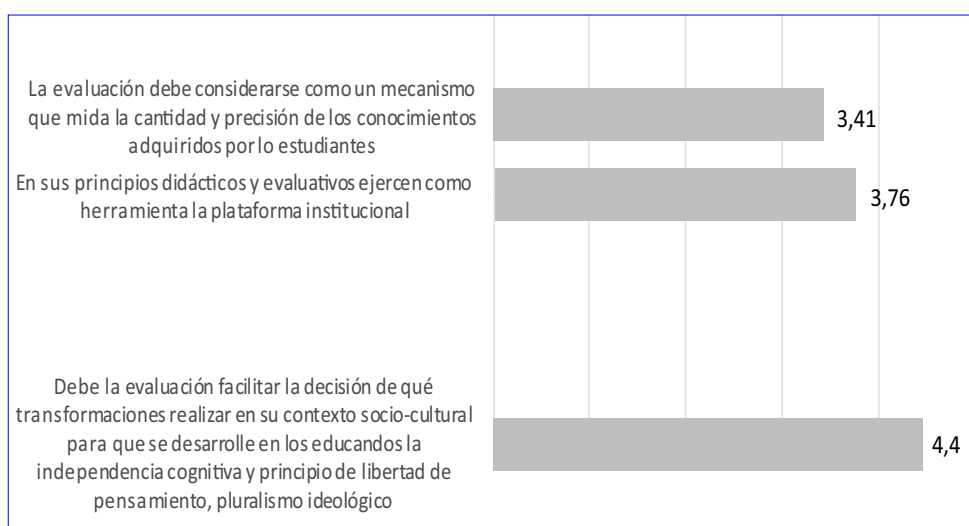 La evaluación debe considerarse como un mecanismo
que mida la cantidad y precisión de los conocimientos
adquiridos por lo estudiantes
3,41
En sus principios didácticos y evaluativos ejercen como
herramienta la plataforma institucional
3,76
Debe la evaluación facilitar la decisión de qué
transformaciones realizar en su contexto socio-cultural
para que se desarrolle en los educandos la
independencia cognitiva y principio de libertad de
pensamiento, pluralismo ideológico
4,4